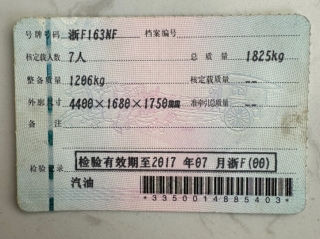 号牌号码 浙F163NF 档案编号
核定载人数 7人 总质量 1825kg
整备质量 1206kg 核定载质量 --
外廓尺寸 4400×1680×1750mm 准牵引总质量 --
备注
检验有效期至2017 年07 月浙F(00)
检验记录
汽油
*3350014885403*